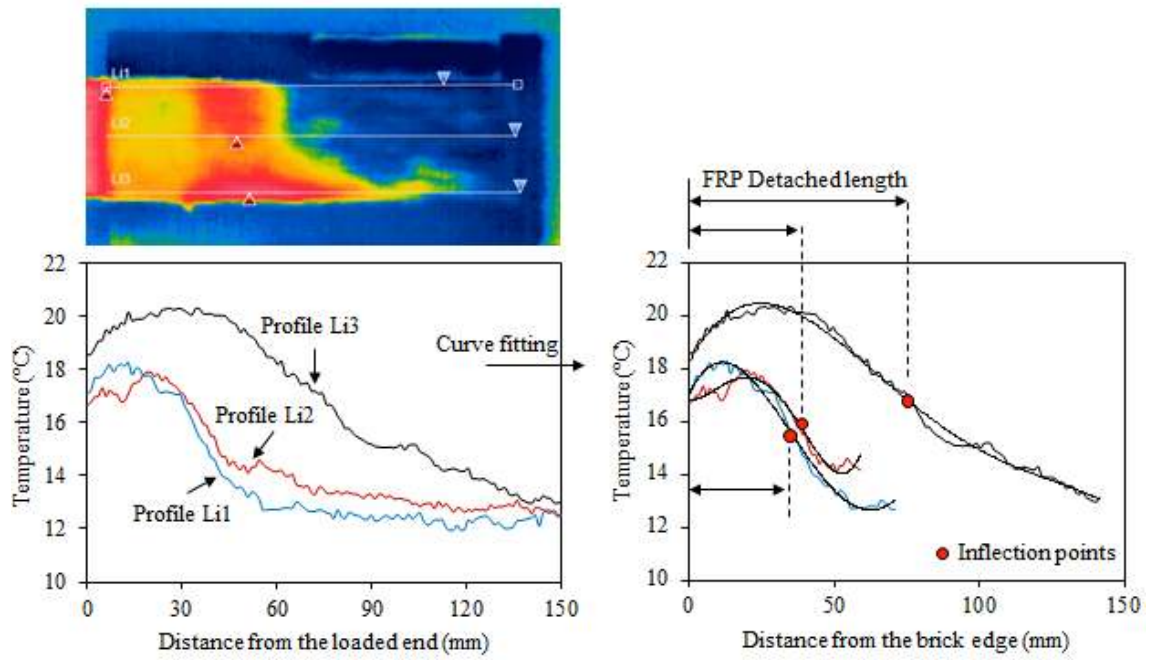 Li1
Li2
Li3
FRP Detached length
22
20
18
16
14
12
10
Temperature (°C)
Profile Li3
Profile Li2
Profile Li1
0 30 60 90 120 150
Distance from the loaded end (mm)
Curve fitting
22
20
18
16
14
12
10
Temperature (°C)
Inflection points
0 50 100 150
Distance from the brick edge (mm)